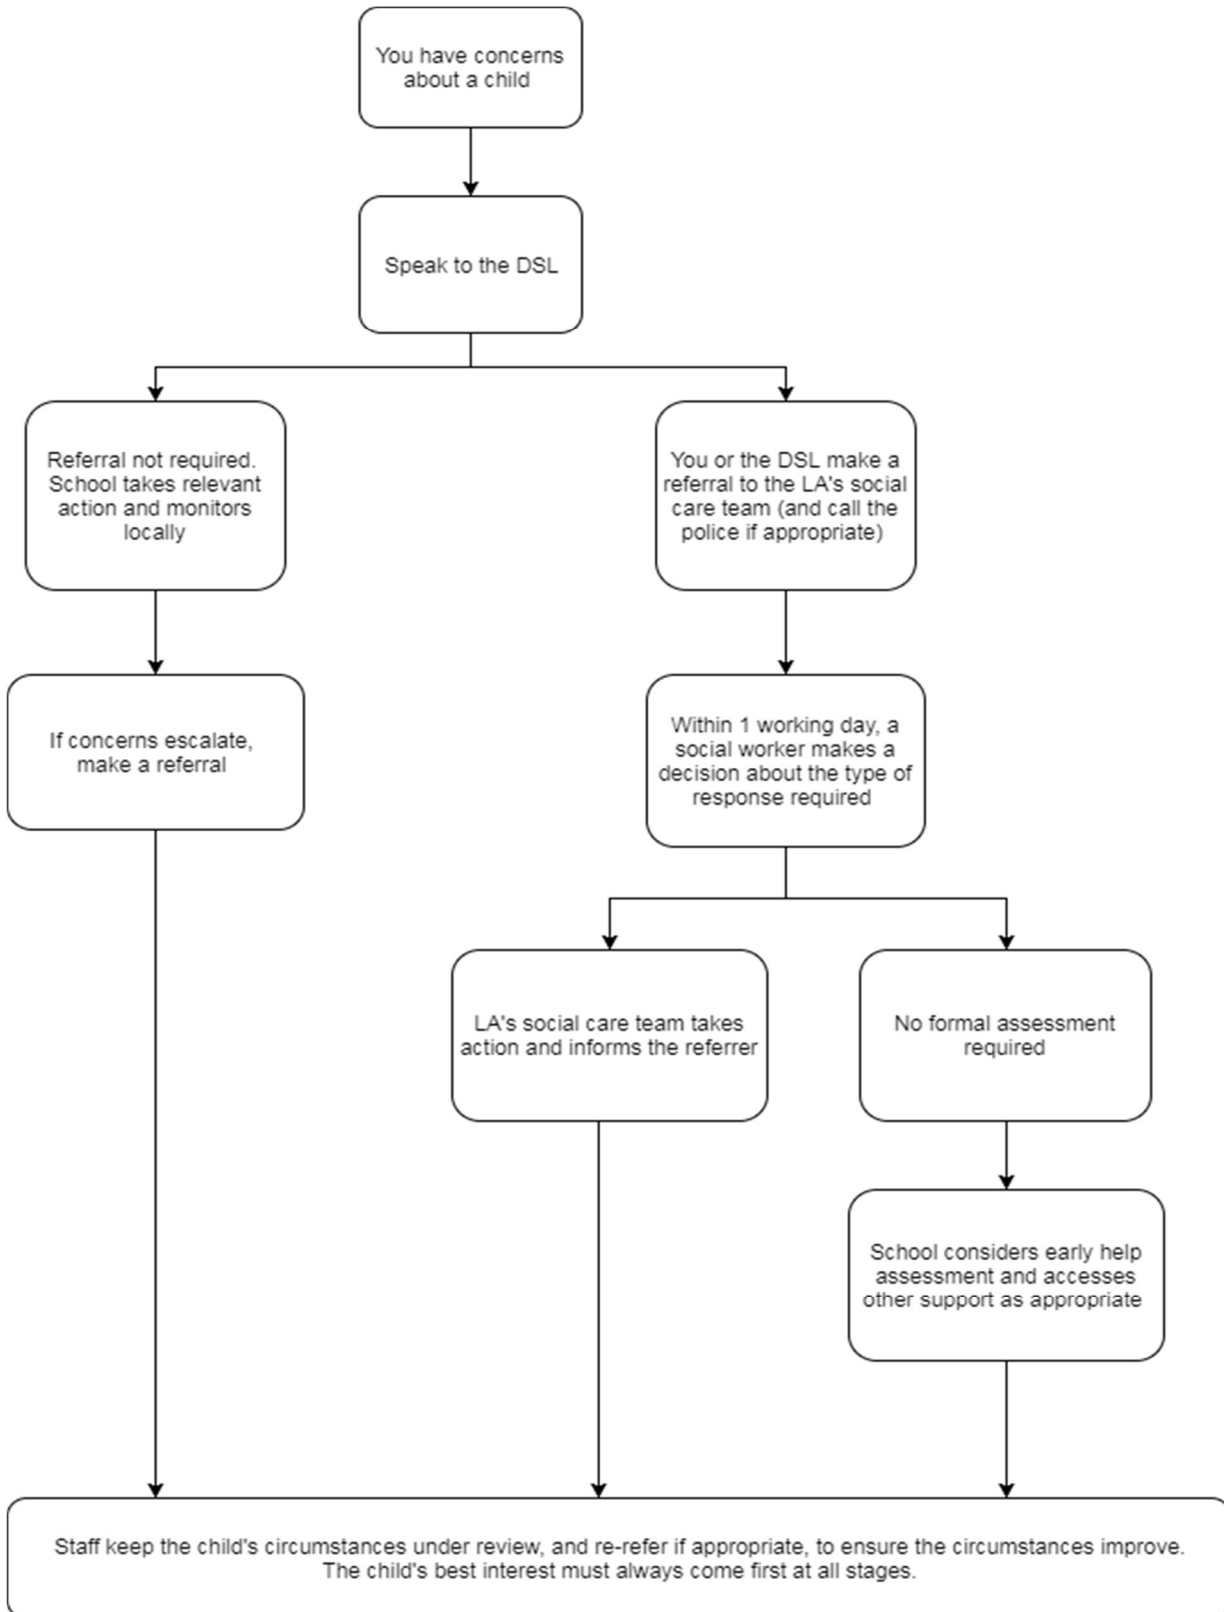 You have concerns
about a child
Speak to the DSL
Referral not required.
School takes relevant
action and monitors
locally
You or the DSL make a
referral to the LA's social
care team (and call the
police if appropriate)
If concerns escalate,
make a referral
Within 1 working day, a
social worker makes a
decision about the type of
response required
LA's social care team takes
action and informs the referrer
No formal assessment
required
School considers early help
assessment and accesses
other support as appropriate
Staff keep the child's circumstances under review, and re-refer if appropriate, to ensure the circumstances improve.
The child's best interest must always come first at all stages.